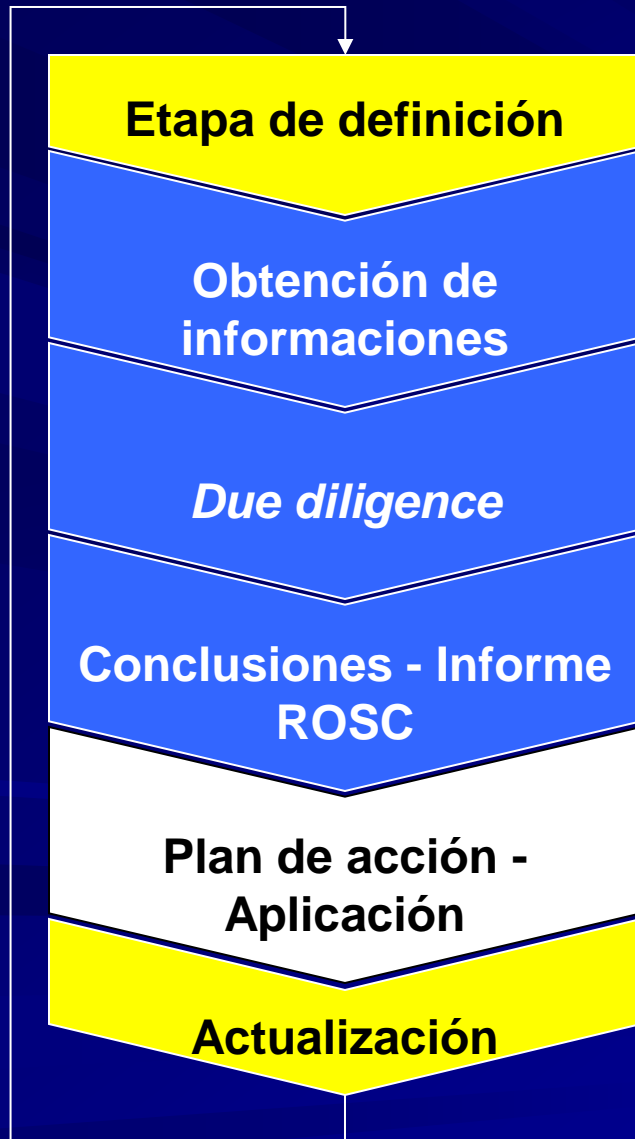 Etapa de definición
Obtención de
informaciones
Due diligence
Conclusiones - Informe
ROSC
Plan de acción -
Aplicación
Actualización